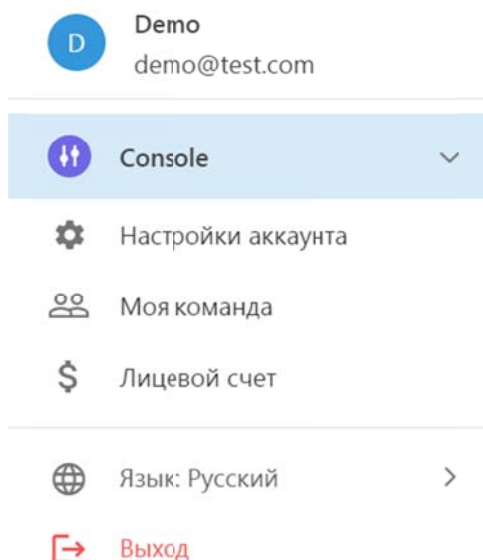 D
Demo
demo@test.com
Console
Настройки аккаунта
Моя команда
$
Лицевой счет
Язык: Русский
Выход